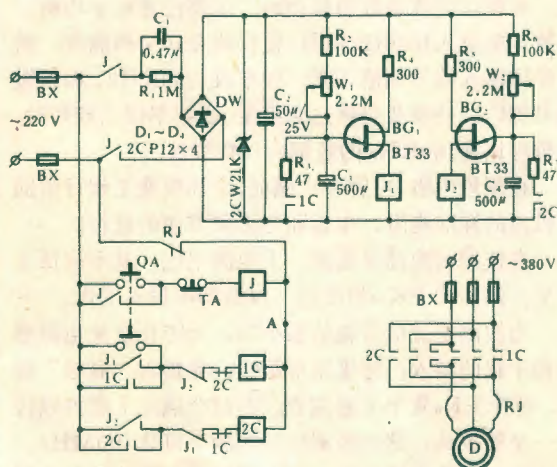 C₁
0.47μ
R₁1M
J
BX
~220V
BX
J
D₁~D₄
2CP12×4
DW
2CW21K
C₂
50μ
25V
R₂
100K
W₁
2.2M
R₄
300
BG₁
BT33
C₃
500μ
R₃
47
1C
J₁
R₅
300
BG₂
BT33
J₂
R₆
100K
W₂
2.2M
C₄
500μ
R₇
47
2C
RJ
QA
J
TA
J
A
J₁
1C
J₂
2C
1C
J₂
2C
J₁
1C
2C
~380V
BX
2C
1C
RJ
D